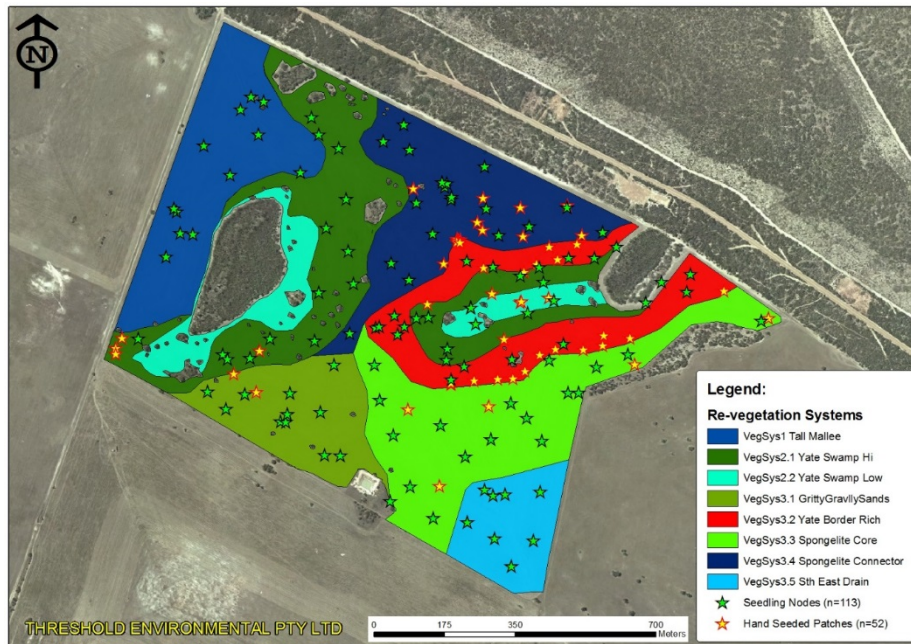 N
Legend:
Re-vegetation Systems
VegSys1 Tall Mallee
VegSys2.1 Yate Swamp Hi
VegSys2.2 Yate Swamp Low
VegSys3.1 GrittyGravllySands
VegSys3.2 Yate Border Rich
VegSys3.3 Spongelite Core
VegSys3.4 Spongelite Connector
VegSys3.5 Sth East Drain
Seedling Nodes (n=113)
Hand Seeded Patches (n=52)
THRESHOLD ENVIRONMENTAL PTY LTD
0 175 350 700
Meters